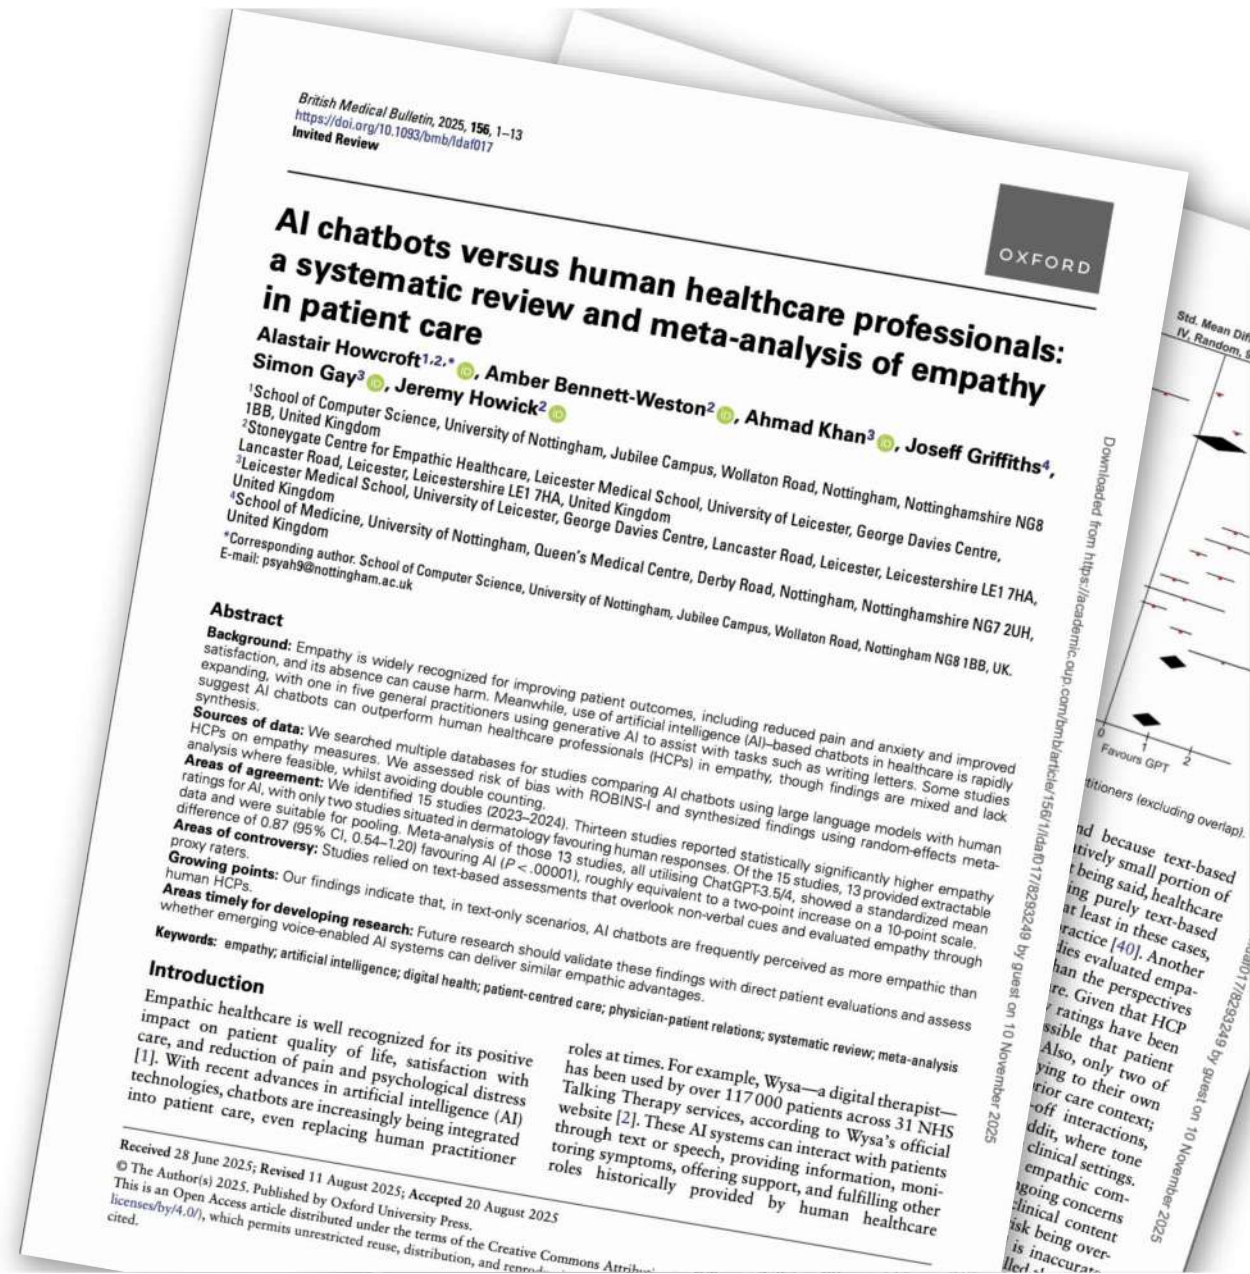 British Medical Bulletin, 2025, 156, 1–13
https://doi.org/10.1093/bmb/ldaf017
Invited Review
OXFORD
AI chatbots versus human healthcare professionals:
a systematic review and meta-analysis of empathy
in patient care
Alastair Howcroft1,2,*, Amber Bennett-Weston2, Ahmad Khan3, Joseff Griffiths4,
Simon Gay3, Jeremy Howick2
1School of Computer Science, University of Nottingham, Jubilee Campus, Wollaton Road, Nottingham, Nottinghamshire NG8
1BB, United Kingdom
2Stoneygate Centre for Empathic Healthcare, Leicester Medical School, University of Leicester, George Davies Centre,
Lancaster Road, Leicester, Leicestershire LE1 7HA, United Kingdom
3Leicester Medical School, University of Leicester, George Davies Centre, Lancaster Road, Leicester, Leicestershire LE1 7HA,
United Kingdom
4School of Medicine, University of Nottingham, Queen's Medical Centre, Derby Road, Nottingham, Nottinghamshire NG7 2UH,
United Kingdom
*Corresponding author. School of Computer Science, University of Nottingham, Jubilee Campus, Wollaton Road, Nottingham NG8 1BB, UK.
E-mail: psyah9@nottingham.ac.uk
Abstract
Background: Empathy is widely recognized for improving patient outcomes, including reduced pain and anxiety and improved
satisfaction, and its absence can cause harm. Meanwhile, use of artificial intelligence (AI)–based chatbots in healthcare is rapidly
expanding, with one in five general practitioners using generative AI to assist with tasks such as writing letters. Some studies
suggest AI chatbots can outperform human healthcare professionals (HCPs) in empathy, though findings are mixed and lack
synthesis.
Sources of data: We searched multiple databases for studies comparing AI chatbots using large language models with human
HCPs on empathy measures. We assessed risk of bias with ROBINS-I and synthesized findings using random-effects meta-
analysis where feasible, whilst avoiding double counting.
Areas of agreement: We identified 15 studies (2023–2024). Thirteen studies reported statistically significantly higher empathy
ratings for AI, with only two studies situated in dermatology favouring human responses. Of the 15 studies, 13 provided extractable
data and were suitable for pooling. Meta-analysis of those 13 studies, all utilising ChatGPT-3.5/4, showed a standardized mean
difference of 0.87 (95% CI, 0.54–1.20) favouring AI (P < .00001), roughly equivalent to a two-point increase on a 10-point scale.
Areas of controversy: Studies relied on text-based assessments that overlook non-verbal cues and evaluated empathy through
proxy raters.
Growing points: Our findings indicate that, in text-only scenarios, AI chatbots are frequently perceived as more empathic than
human HCPs.
Areas timely for developing research: Future research should validate these findings with direct patient evaluations and assess
whether emerging voice-enabled AI systems can deliver similar empathic advantages.
Keywords: empathy; artificial intelligence; digital health; patient-centred care; physician-patient relations; systematic review; meta-analysis
Introduction
Empathic healthcare is well recognized for its positive
impact on patient quality of life, satisfaction with
care, and reduction of pain and psychological distress
[1]. With recent advances in artificial intelligence (AI)
technologies, chatbots are increasingly being integrated
into patient care, even replacing human practitioner
roles at times. For example, Wysa—a digital therapist—
has been used by over 117 000 patients across 31 NHS
Talking Therapy services, according to Wysa's official
website [2]. These AI systems can interact with patients
through text or speech, providing information, moni-
toring symptoms, offering support, and fulfilling other
roles historically provided by human healthcare
Received 28 June 2025; Revised 11 August 2025; Accepted 20 August 2025
© The Author(s) 2025. Published by Oxford University Press.
This is an Open Access article distributed under the terms of the Creative Commons
licenses/by/4.0/), which permits unrestricted reuse, distribution, and
cited.
Downloaded from https://academic.oup.com/bmb/article/156/1/ldaf017/8293249 by guest on 10 November 2025
Std. Mean
IV, Random,
0
1
2
Favours GPT
(excluding overlap).
because text-based
small portion of
being said, healthcare
purely text-based
at least in these cases,
[40]. Another
evaluated empa-
the perspectives
Given that HCP
ratings have been
that patient
Also, only two of
to their own
care context;
interactions,
where tone
clinical settings.
empathic com-
concerns
clinical content
being over-
is
8293249 by guest on 10 November 2025